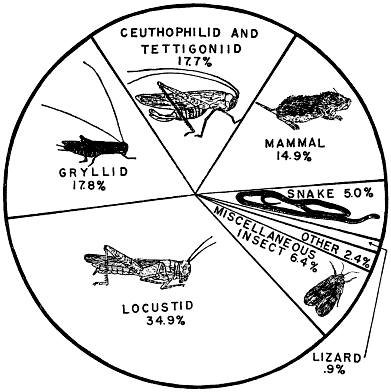 CEUTHOPHILID AND
TETTIGONIID
17.7%
MAMMAL
14.9%
GRYLLID
17.8%
SNAKE 5.0%
OTHER 2.4%
MISCELLANEOUS
INSECT 6.4%
LOCUSTID
34.9%
LIZARD
.9%